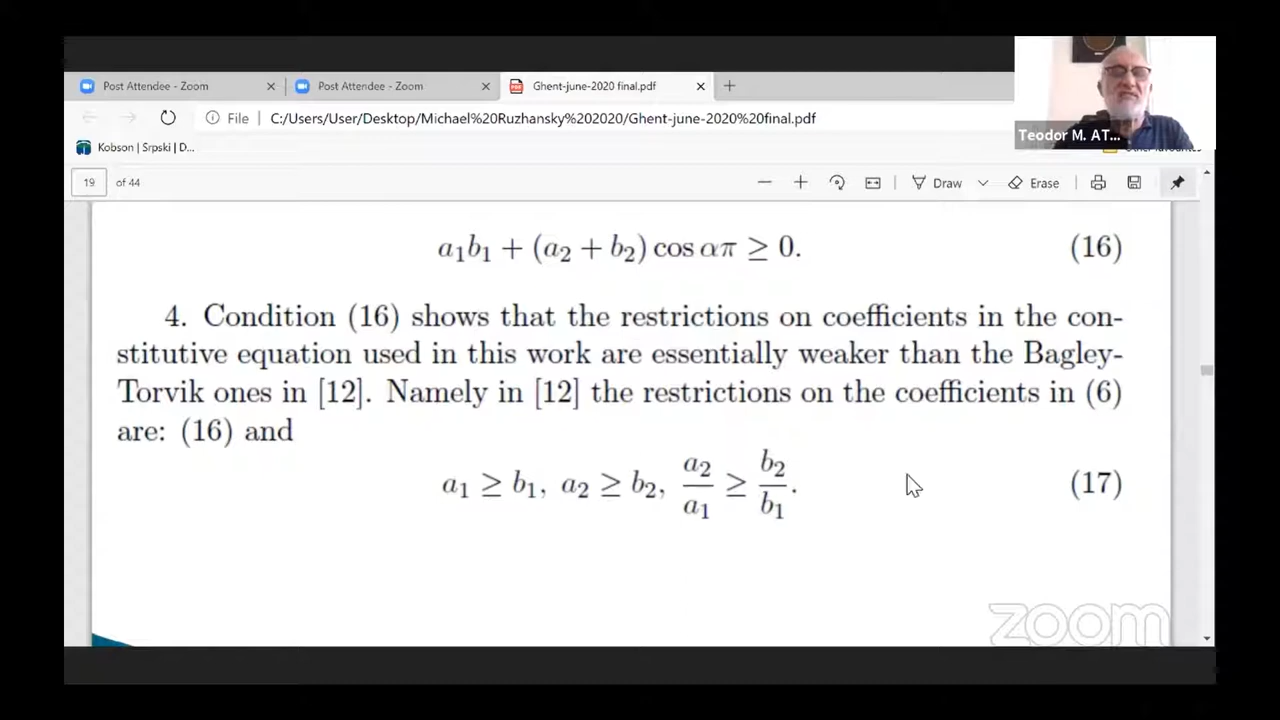 Post Attendee - Zoom
Post Attendee - Zoom
Ghent-june-2020 final.pdf
File C:/Users/User/Desktop/Michael%20Ruzhansky%202020/Ghent-june-2020%20final.pdf
Teodor M. AT...
Kobson | Srpski | D...
19 of 44
Draw
Erase
a₁b₁ + (a₂ + b₂) cos απ ≥ 0. (16)
4. Condition (16) shows that the restrictions on coefficients in the con-
stitutive equation used in this work are essentially weaker than the Bagley-
Torvik ones in [12]. Namely in [12] the restrictions on the coefficients in (6)
are: (16) and
a₁ ≥ b₁, a₂ ≥ b₂, a₂/a₁ ≥ b₂/b₁. (17)
zoom